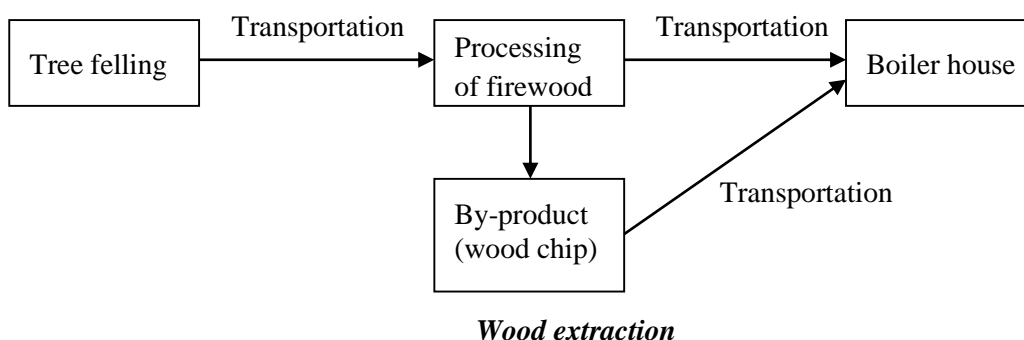 Transportation
Transportation
Tree felling
Processing
of firewood
Boiler house
By-product
(wood chip)
Transportation
Wood extraction